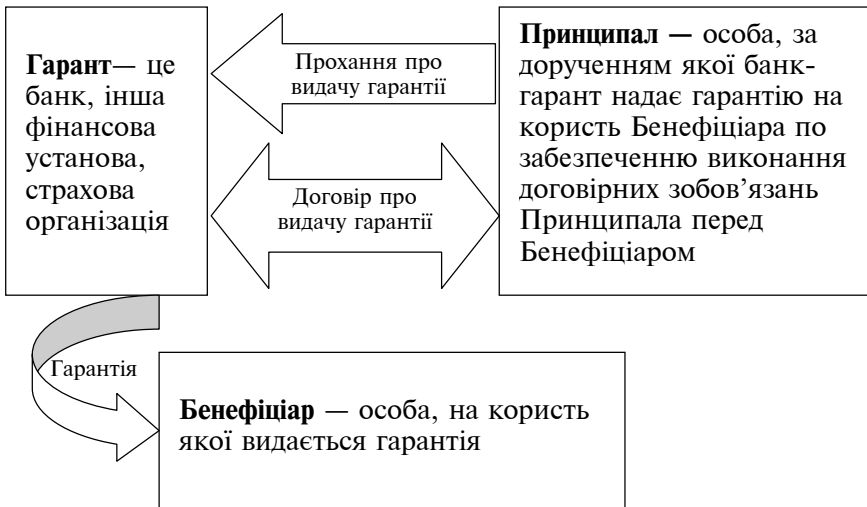 Гарант— це
банк, інша
фінансова
установа,
страхова
організація
Прохання про
видачу гарантії
Договір про
видачу гарантії
Принципал — особа, за
дорученням якої банк-
гарант надає гарантію на
користь Бенефіціара по
забезпеченню виконання
договірних зобов’язань
Принципала перед
Бенефіціаром
Гарантія
Бенефіціар — особа, на користь
якої видається гарантія